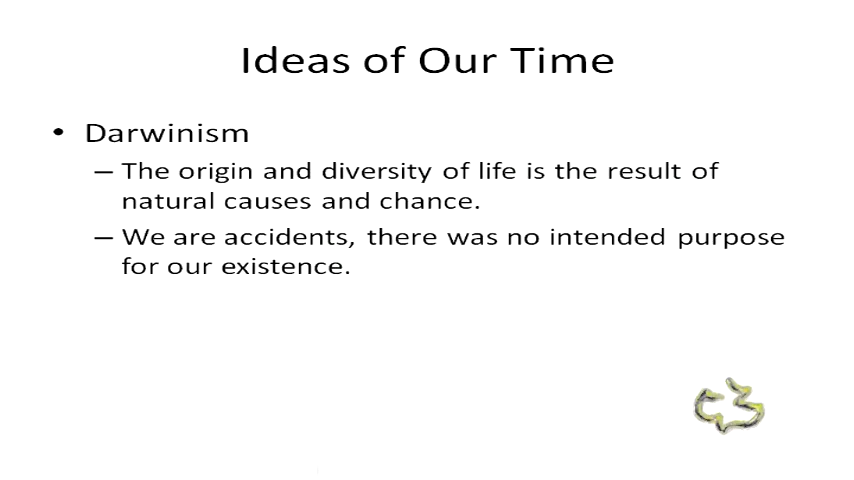 Ideas of Our Time
• Darwinism
– The origin and diversity of life is the result of
natural causes and chance.
– We are accidents, there was no intended purpose
for our existence.